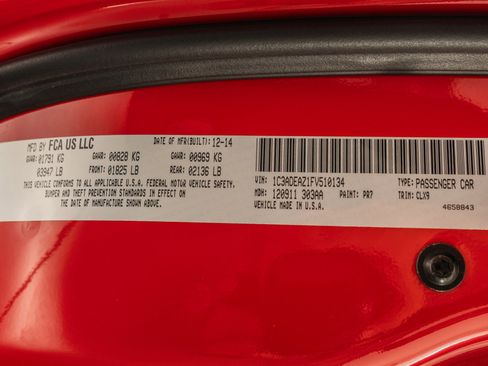 MFD BY FCA US LLC DATE OF MFR(BUILT): 12-14
GVWR: 01791 KG GAWR: 00828 KG GAWR: 00969 KG
03947 LB FRONT: 01825 LB REAR: 02136 LB
THIS VEHICLE CONFORMS TO ALL APPLICABLE U.S.A. FEDERAL MOTOR VEHICLE SAFETY,
BUMPER AND THEFT PREVENTION STANDARDS IN EFFECT ON
THE DATE OF MANUFACTURE SHOWN ABOVE.
VIN: 1C3ADEAZ1FV510134 TYPE: PASSENGER CAR
MDH: 120911 303AA PAINT: PR7 TRIM: CLX9
MADE IN U.S.A.
4658843